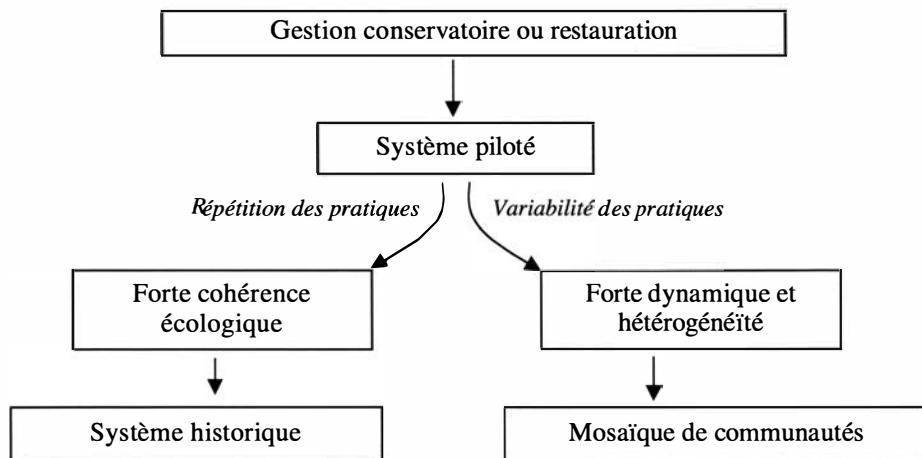 Gestion conservatoire ou restauration
Système piloté
Répétition des pratiques
Variabilité des pratiques
Forte cohérence
écologique
Forte dynamique et
hétérogénéïté
Système historique
Mosaïque de communautés